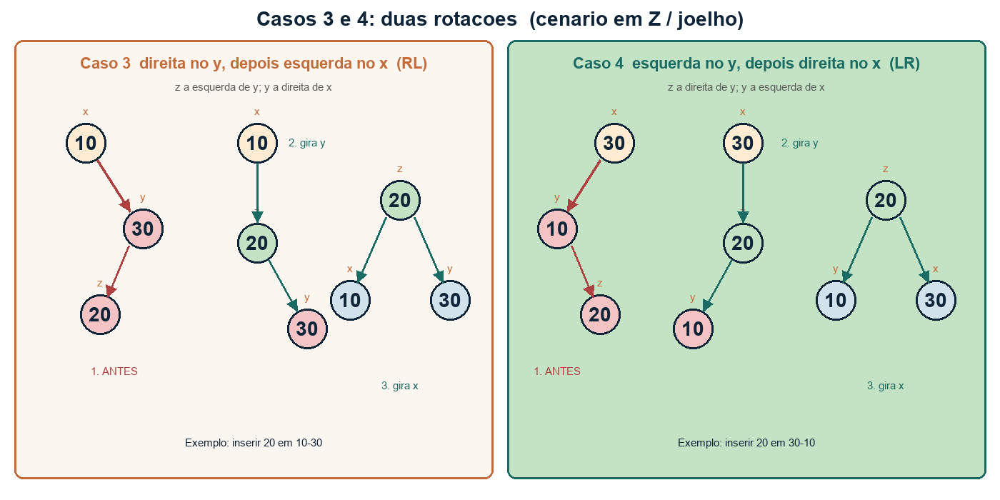 Casos 3 e 4: duas rotacoes (cenario em Z / joelho)
Caso 3 direita no y, depois esquerda no x (RL)
z a esquerda de y; y a direita de x
x
10
y
30
z
20
1. ANTES
x
10
2. gira y
20
y
30
z
20
x
10
y
30
3. gira x
Exemplo: inserir 20 em 10-30
Caso 4 esquerda no y, depois direita no x (LR)
z a direita de y; y a esquerda de x
x
30
y
10
z
20
1. ANTES
x
30
2. gira y
20
y
10
z
20
y
10
x
30
3. gira x
Exemplo: inserir 20 em 30-10